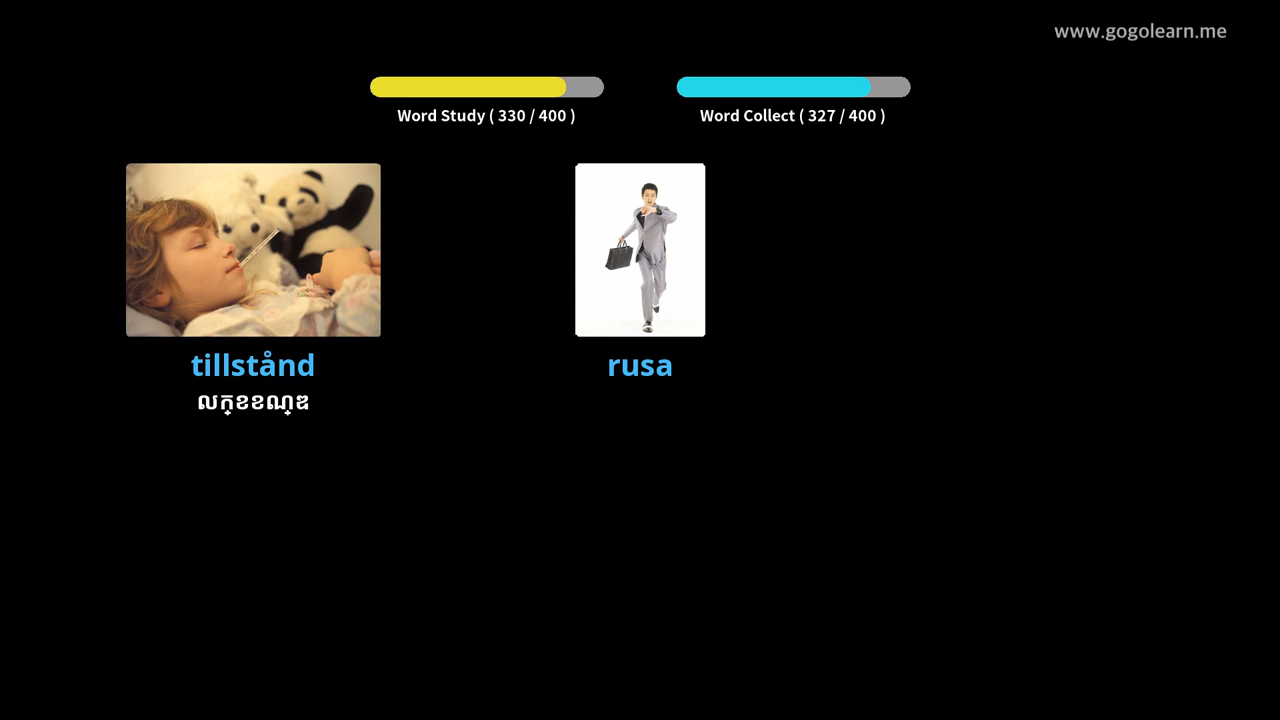 www.gogolearn.me
Word Study ( 330 / 400 )
Word Collect ( 327 / 400 )
tillstånd
rusa
លក្ខខណ្ឌ